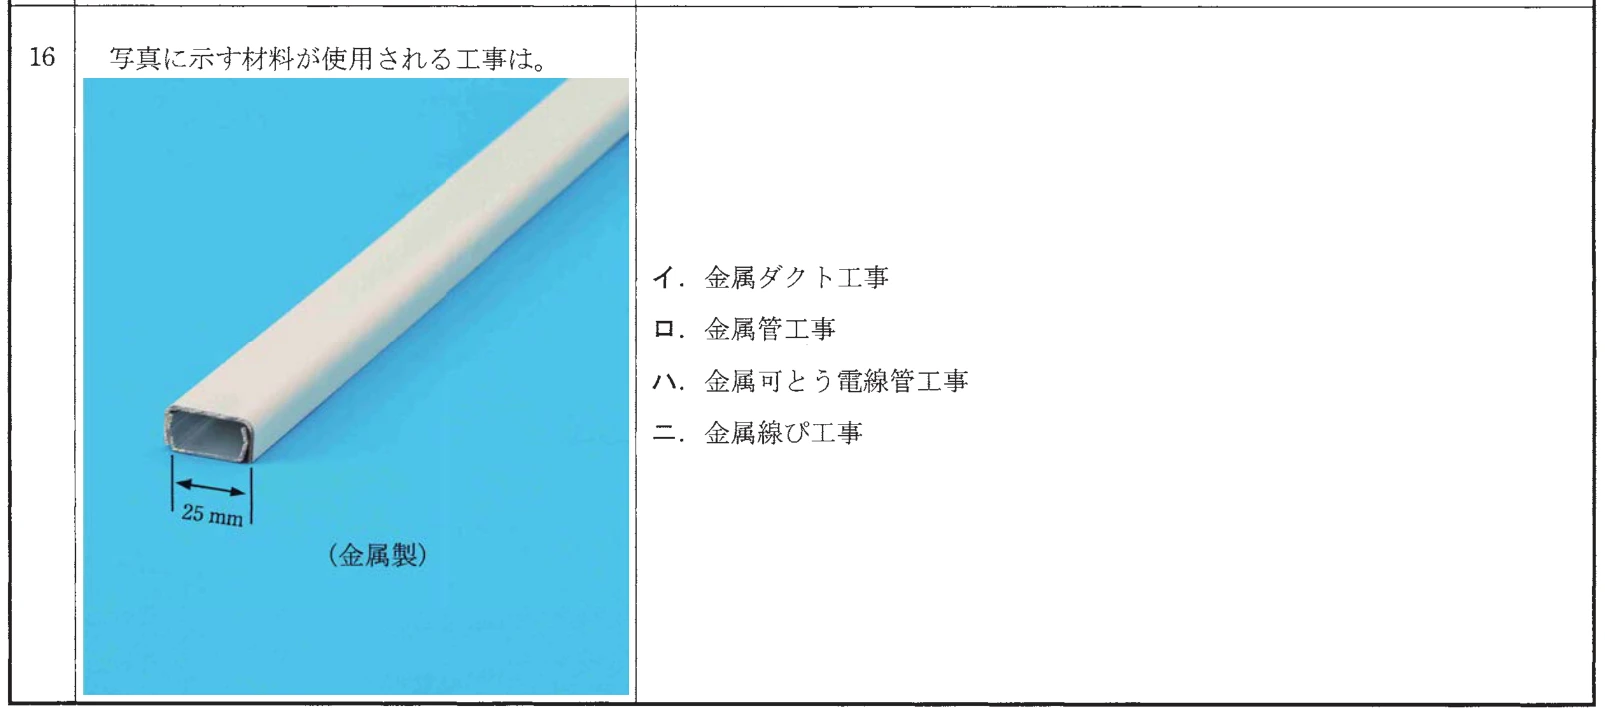 16
写真に示す材料が使用される工事は。
25 mm
(金属製)
イ．金属ダクト工事
ロ．金属管工事
ハ．金属可とう電線管工事
ニ．金属線ぴ工事